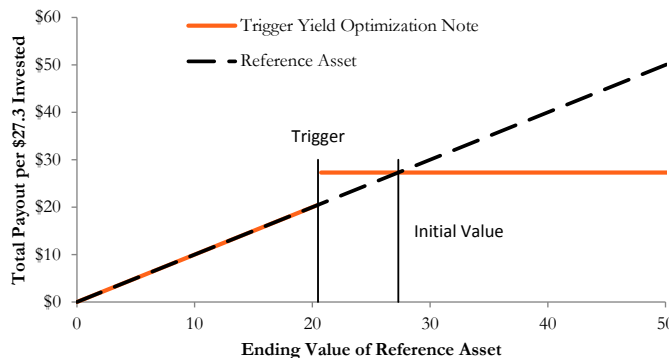 Trigger Yield Optimization Note
Reference Asset
Total Payout per $27.3 Invested
$60
$50
$40
$30
$20
$10
$0
Trigger
Initial Value
0
10
20
30
40
50
Ending Value of Reference Asset